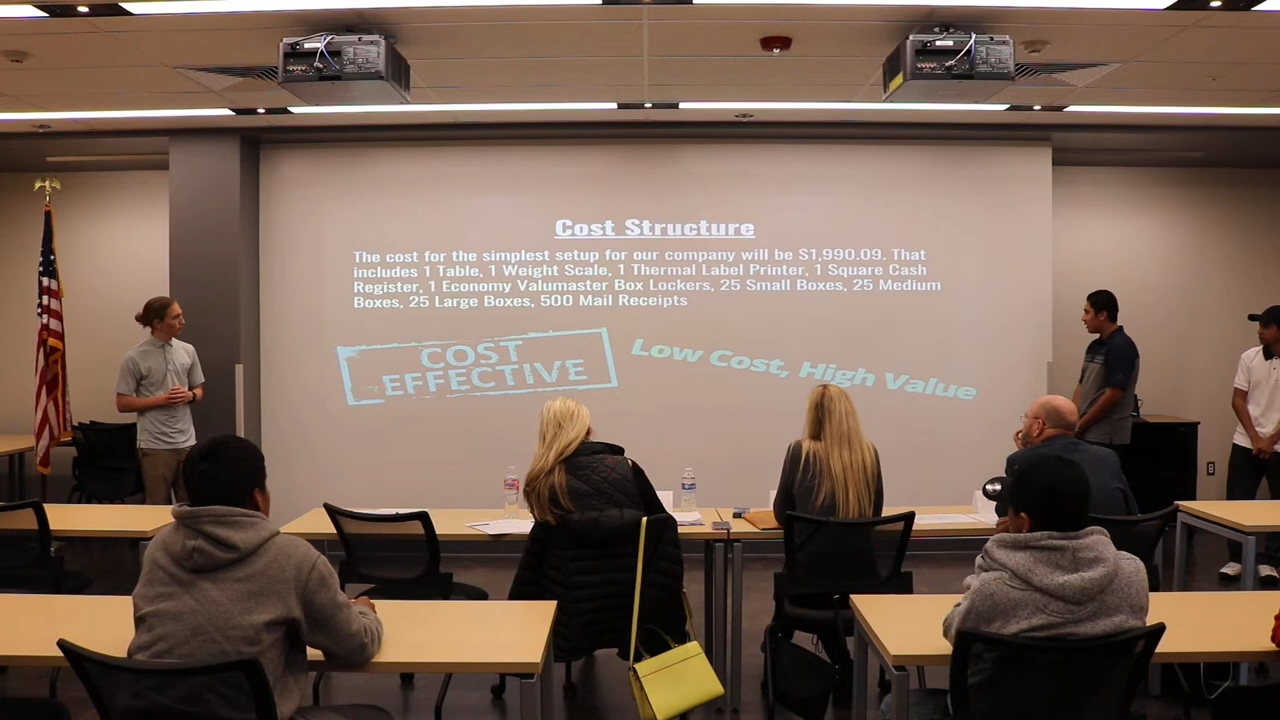 Cost Structure
The cost for the simplest setup for our company will be $1,990.09. That
includes 1 Table, 1 Weight Scale, 1 Thermal Label Printer, 1 Square Cash
Register, 1 Economy Valumaster Box Lockers, 25 Small Boxes, 25 Medium
Boxes, 25 Large Boxes, 500 Mail Receipts
COST
EFFECTIVE
Low Cost, High Value